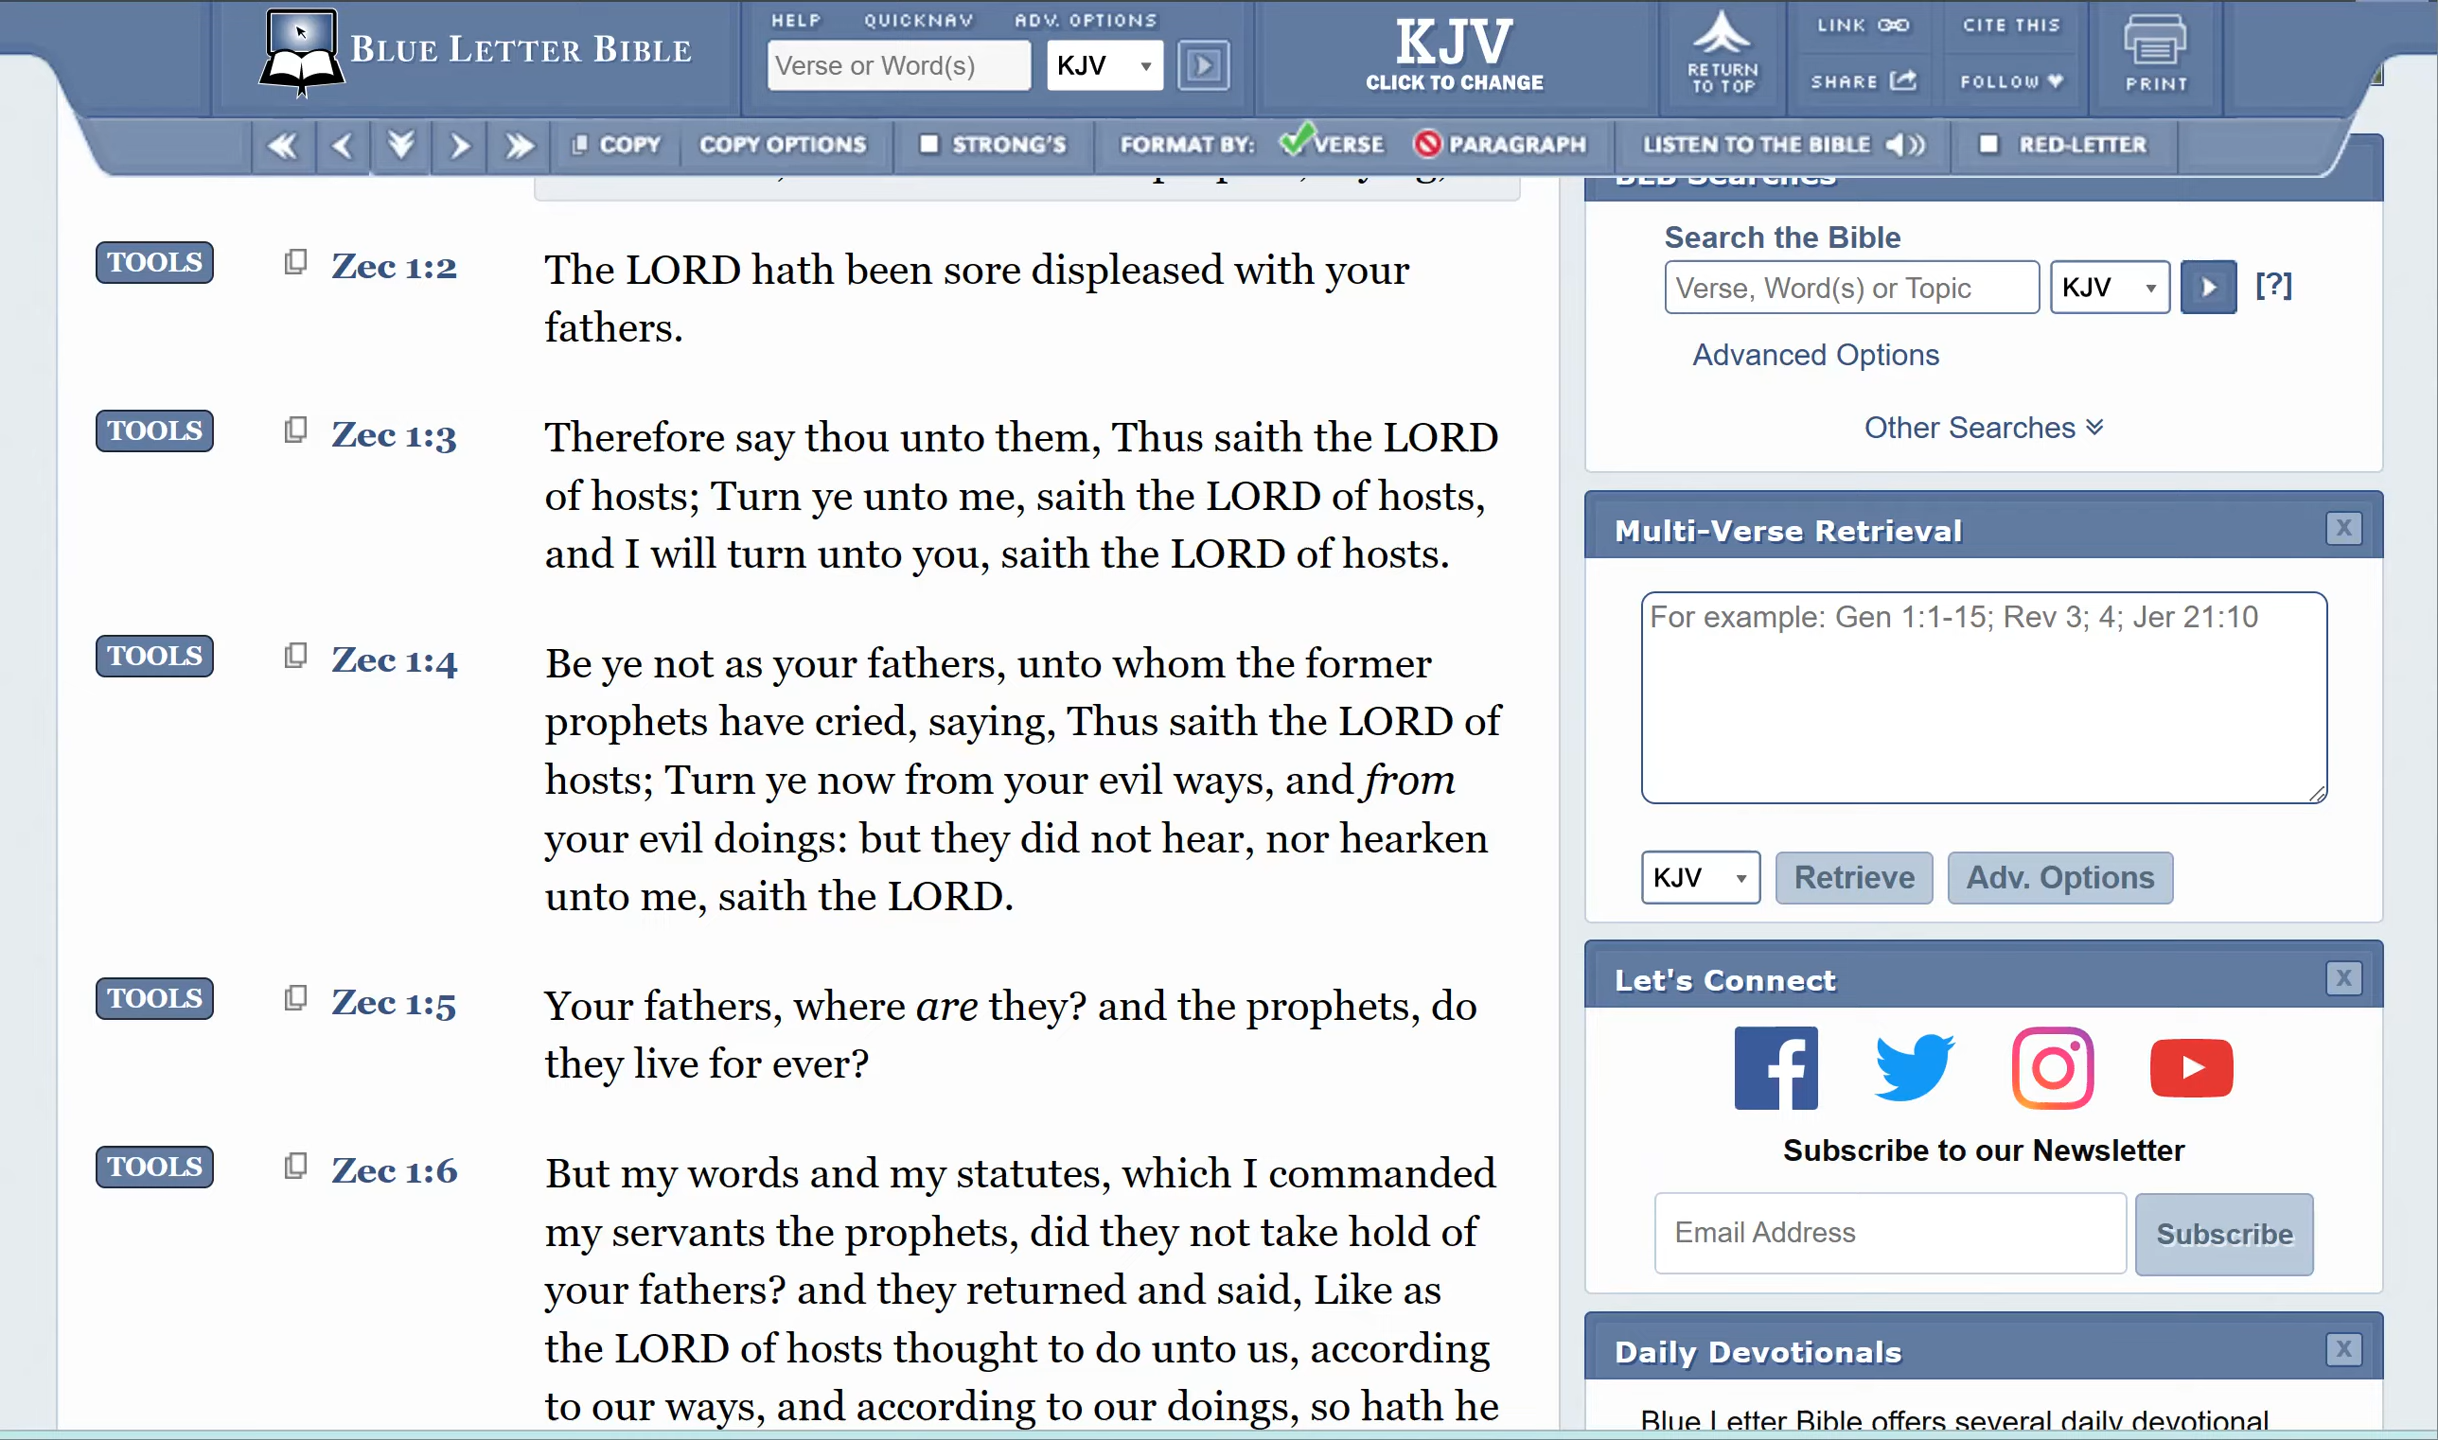 BLUE LETTER BIBLE
HELP QUICKNAV ADV. OPTIONS
Verse or Word(s) KJV
KJV
CLICK TO CHANGE
RETURN
TO TOP
LINK
SHARE
CITE THIS
FOLLOW
PRINT
COPY COPY OPTIONS STRONG'S FORMAT BY: VERSE PARAGRAPH LISTEN TO THE BIBLE RED-LETTER
TOOLS Zec 1:2 The LORD hath been sore displeased with your
fathers.
TOOLS Zec 1:3 Therefore say thou unto them, Thus saith the LORD
of hosts; Turn ye unto me, saith the LORD of hosts,
and I will turn unto you, saith the LORD of hosts.
TOOLS Zec 1:4 Be ye not as your fathers, unto whom the former
prophets have cried, saying, Thus saith the LORD of
hosts; Turn ye now from your evil ways, and from
your evil doings: but they did not hear, nor hearken
unto me, saith the LORD.
TOOLS Zec 1:5 Your fathers, where are they? and the prophets, do
they live for ever?
TOOLS Zec 1:6 But my words and my statutes, which I commanded
my servants the prophets, did they not take hold of
your fathers? and they returned and said, Like as
the LORD of hosts thought to do unto us, according
to our ways, and according to our doings, so hath he
BLB Searches
Search the Bible
Verse, Word(s) or Topic KJV [?]
Advanced Options
Other Searches
Multi-Verse Retrieval X
For example: Gen 1:1-15; Rev 3; 4; Jer 21:10
KJV Retrieve Adv. Options
Let's Connect X
Subscribe to our Newsletter
Email Address Subscribe
Daily Devotionals X
Blue Letter Bible offers several daily devotional